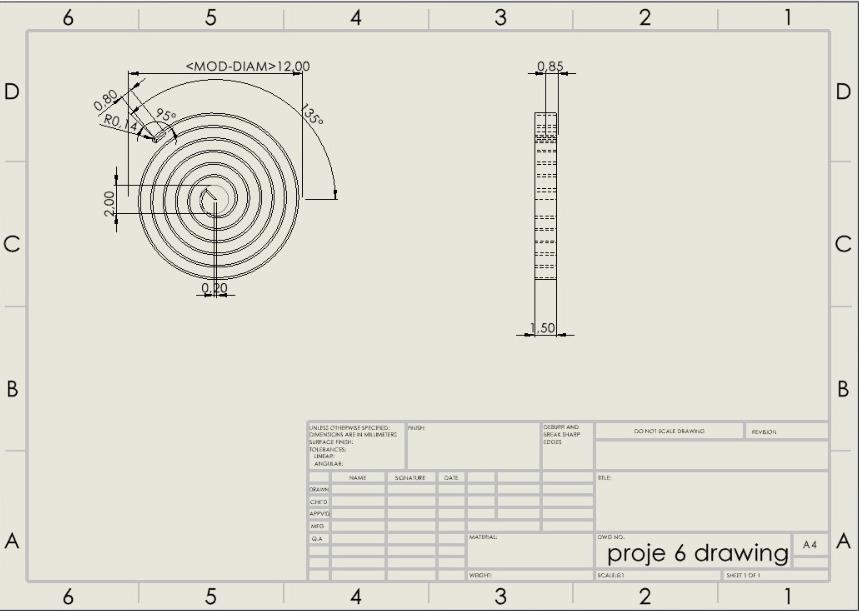 6 5 4 3 2 1
D D
C C
B B
A A
<MOD-DIAM>12,00
0,80
R0,14
95°
135°
2,00
0,20
0,85
1,50
UNLESS OTHERWISE SPECIFIED:
DIMENSIONS ARE IN MILLIMETERS
SURFACE FINISH:
TOLERANCES:
LINEAR:
ANGULAR:
FINISH:
DEBURR AND
BREAK SHARP
EDGES
DO NOT SCALE DRAWING
REVISION
NAME SIGNATURE DATE
DRAWN
CHK'D
APPV'D
MFG
Q.A
TITLE:
MATERIAL:
DWG NO.
proje 6 drawing
A4
WEIGHT:
SCALE:6:1
SHEET 1 OF 1
6 5 4 3 2 1